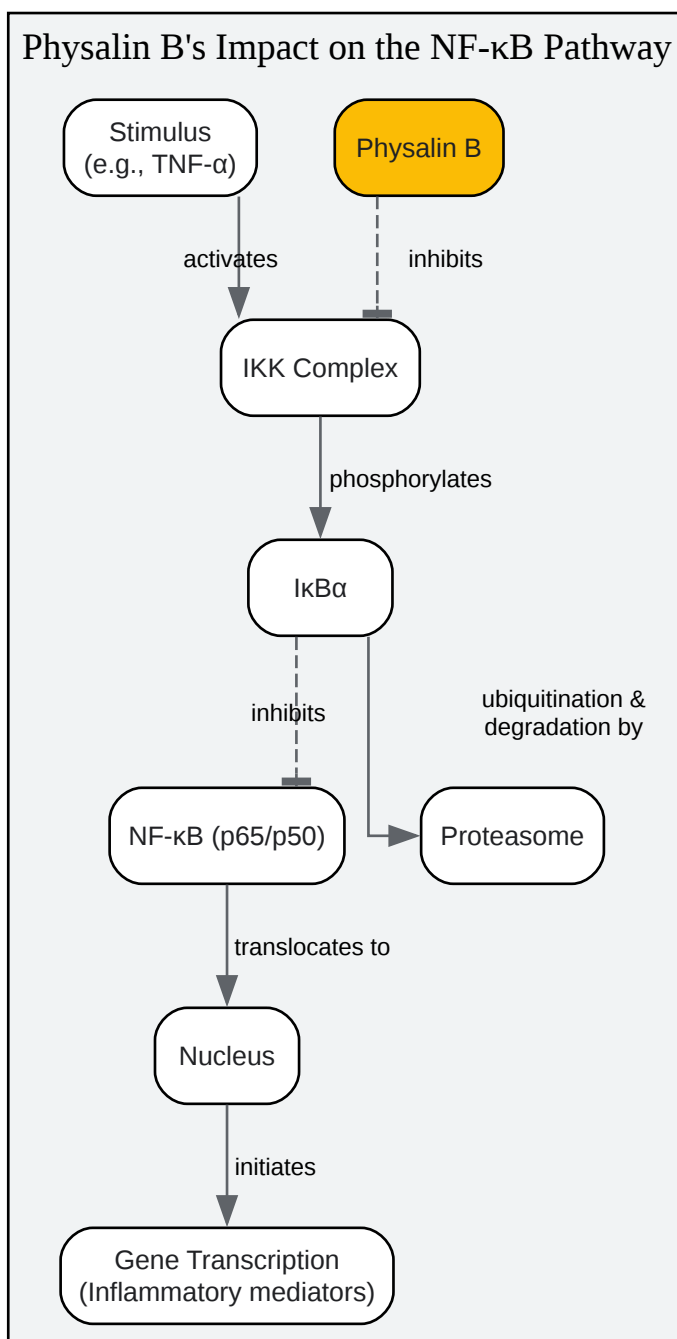 Physalin B's Impact on the NF-κB Pathway
Stimulus
(e.g., TNF-α)
Physalin B
activates
inhibits
IKK Complex
phosphorylates
IκBα
inhibits
ubiquitination &
degradation by
NF-κB (p65/p50)
Proteasome
translocates to
Nucleus
initiates
Gene Transcription
(Inflammatory mediators)